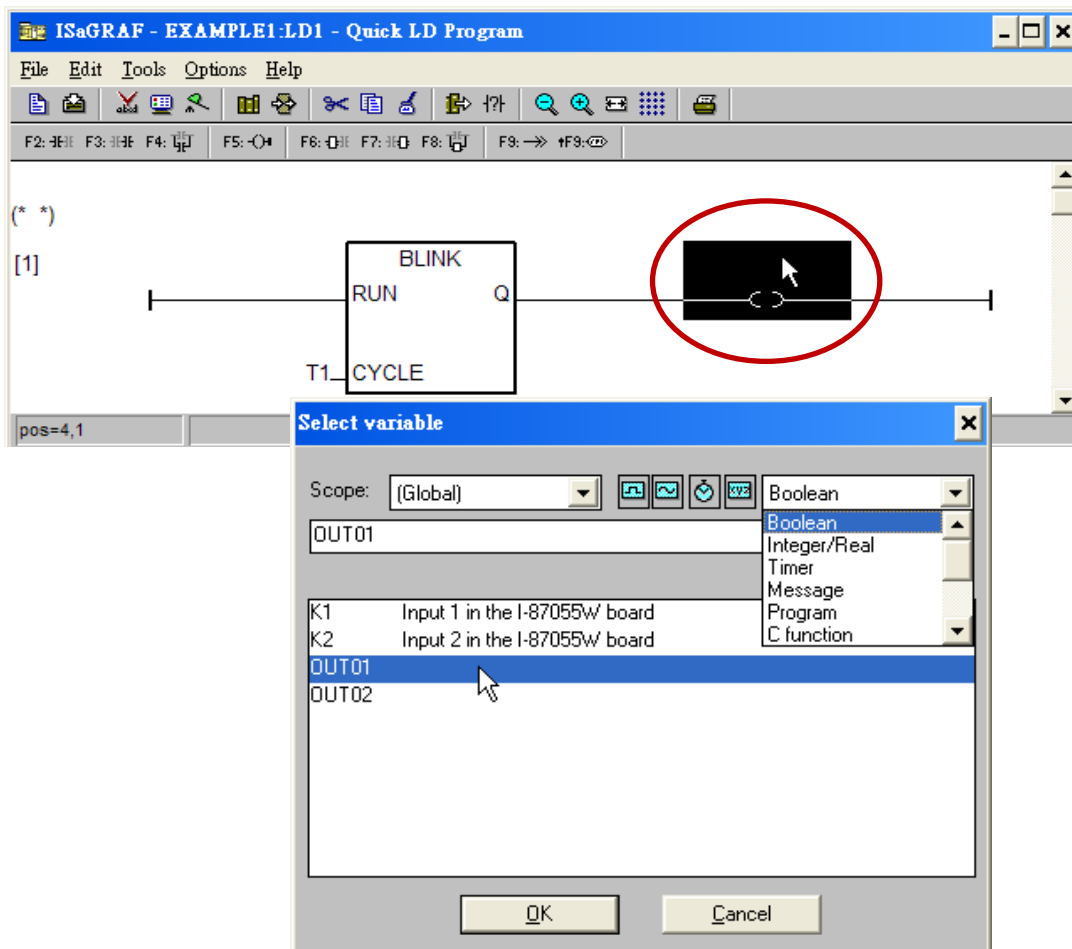 ISaGRAF - EXAMPLE1:LD1 - Quick LD Program
File Edit Tools Options Help
F2: F3: F4: F5: F6: F7: F8: F9: F9:
(* *)
[1]
BLINK
RUN Q
T1 CYCLE
pos=4,1
Select variable
Scope: (Global) Boolean
OUT01
Boolean
Integer/Real
Timer
Message
Program
C function
K1 Input 1 in the I-87055W board
K2 Input 2 in the I-87055W board
OUT01
OUT02
OK Cancel